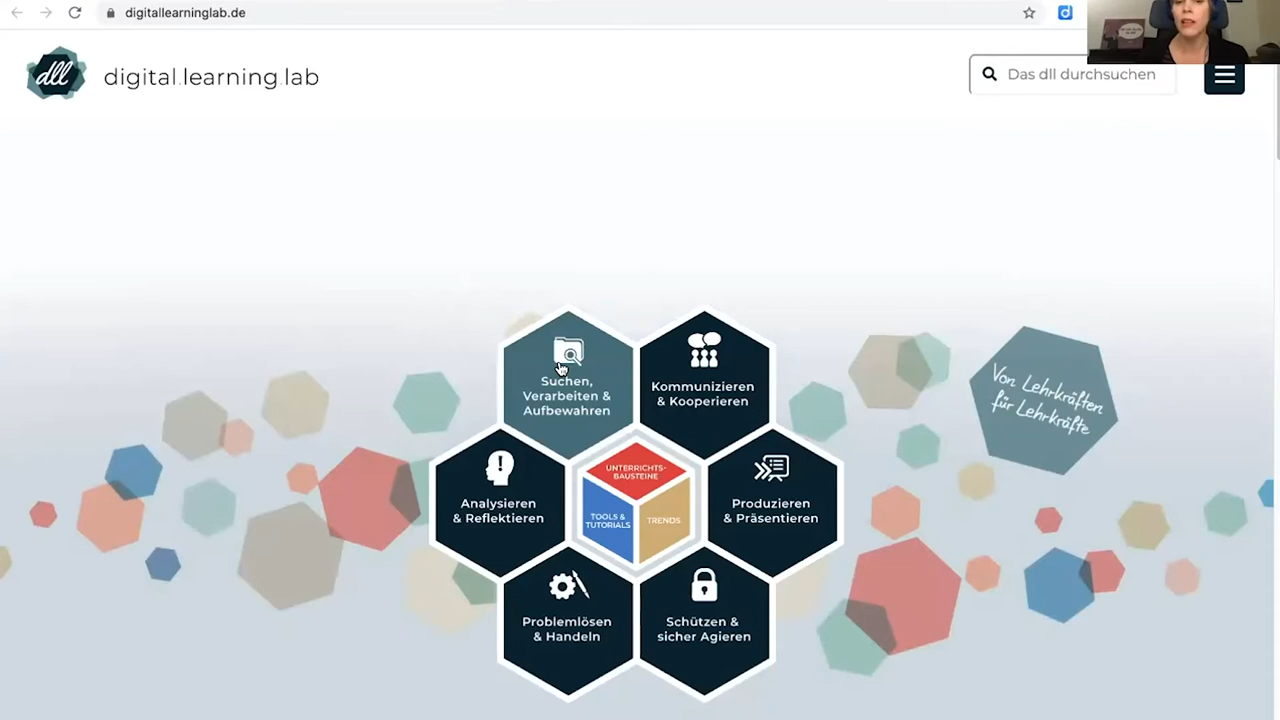 digitallearninglab.de
dll
digital.learning.lab
Das dll durchsuchen
Suchen,
Verarbeiten &
Aufbewahren
Kommunizieren
& Kooperieren
Von Lehrkräften
für Lehrkräfte
Analysieren
& Reflektieren
UNTERRICHTS-
BAUSTEINE
TOOLS &
TUTORIALS
TRENDS
Produzieren
& Präsentieren
Problemlösen
& Handeln
Schützen &
sicher Agieren